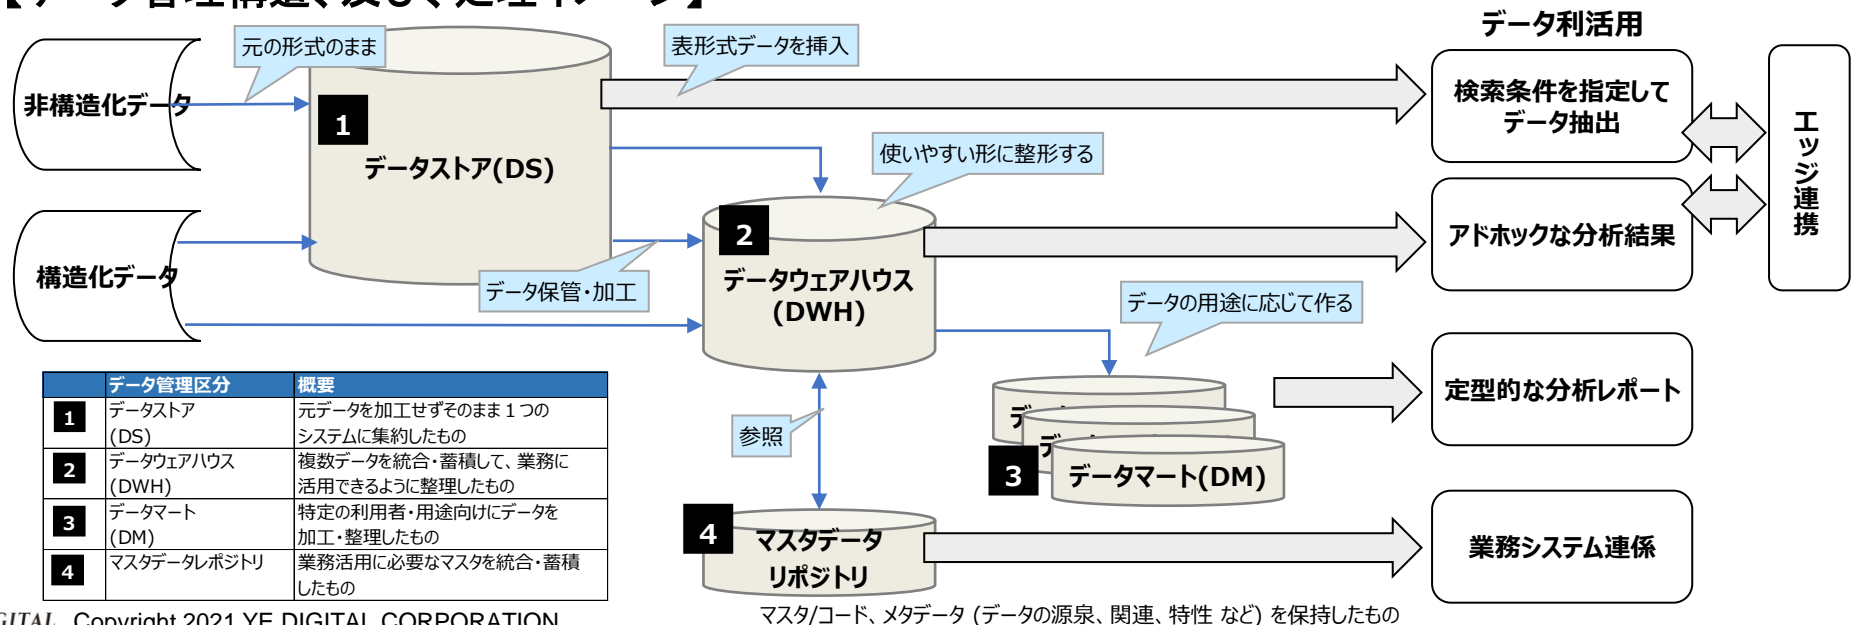 【データ管理構造、及び、処理イメージ】
データ利活用
元の形式のまま
表形式データを挿入
非構造化データ
1
データストア(DS)
検索条件を指定して
データ抽出
エッジ連携
使いやすい形に整形する
2
データウェアハウス
(DWH)
アドホックな分析結果
構造化データ
データ保管・加工
データの用途に応じて作る
定型的な分析レポート
参照
3
データマート(DM)
4
マスタデータ
リポジトリ
業務システム連係
データ管理区分 概要
1 データストア 元データを加工せずそのまま1つの
(DS) システムに集約したもの
2 データウェアハウス 複数データを統合・蓄積して、業務に
(DWH) 活用できるように整理したもの
3 データマート 特定の利用者・用途向けにデータを
(DM) 加工・整理したもの
4 マスタデータレポジトリ 業務活用に必要なマスタを統合・蓄積
したもの
マスタ/コード、メタデータ (データの源泉、関連、特性 など) を保持したもの
GITAL Copyright 2021 YE DIGITAL CORPORATION